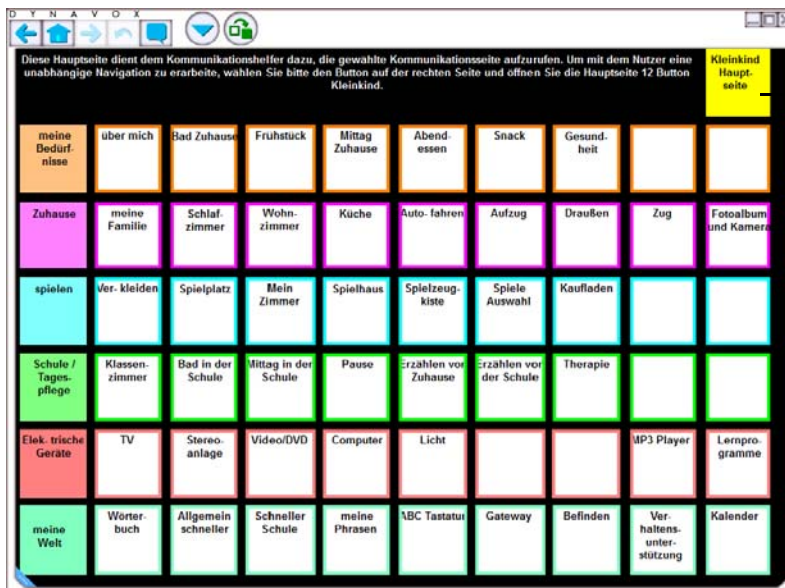 DYNAVOX
Diese Hauptseite dient dem Kommunikationshelfer dazu, die gewählte Kommunikationsseite aufzurufen. Um mit dem Nutzer eine
unabhängige Navigation zu erarbeite, wählen Sie bitte den Button auf der rechten Seite und öffnen Sie die Hauptseite 12 Button
Kleinkind.
Kleinkind
Haupt-
seite
meine
Bedürf-
nisse
über mich
Bad Zuhause
Frühstück
Mittag
Zuhause
Abend-
essen
Snack
Gesund-
heit
Zuhause
meine
Familie
Schlaf-
zimmer
Wohn-
zimmer
Küche
Auto- fahren
Aufzug
Draußen
Zug
Fotoalbum
und Kamera
spielen
Ver- kleiden
Spielplatz
Mein
Zimmer
Spielhaus
Spielzeug-
kiste
Spiele
Auswahl
Kaufladen
Schule /
Tages-
pflege
Klassen-
zimmer
Bad in der
Schule
Mittag in der
Schule
Pause
Erzählen von
Zuhause
Erzählen von
der Schule
Therapie
Elek- trische
Geräte
TV
Stereo-
anlage
Video/DVD
Computer
Licht
MP3 Player
Lernpro-
gramme
meine
Welt
Wörter-
buch
Allgemein
schneller
Schneller
Schule
meine
Phrasen
ABC Tastatur
Gateway
Befinden
Ver-
haltens-
unter-
stützung
Kalender